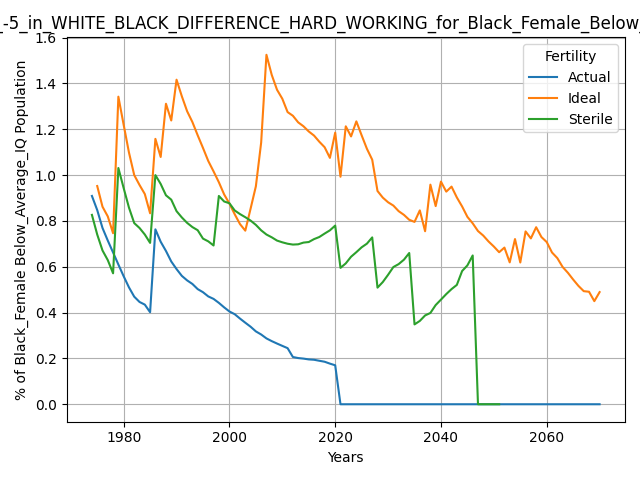 _-5_in_WHITE_BLACK_DIFFERENCE_HARD_WORKING_for_Black_Female_Below_
1.6
1.4
1.2
1.0
0.8
0.6
0.4
0.2
0.0
% of Black_Female Below_Average_IQ Population
Fertility
Actual
Ideal
Sterile
1980
2000
2020
2040
2060
Years